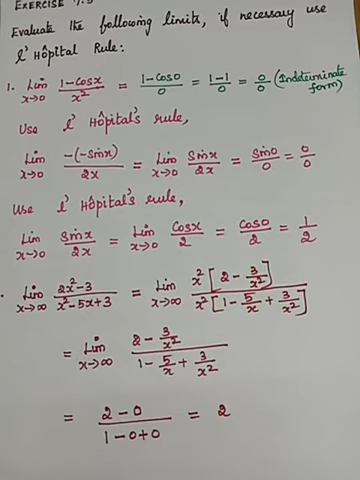 EXERCISE 7.5
Evaluate the following limits, if necessary use
l' Hôpital Rule:
1. Lim x→0 (1-cosx)/x² = (1-cos0)/0 = (1-1)/0 = 0/0 (Indeterminate form)
Use l' Hôpital's rule,
Lim x→0 -(-sinx)/2x = Lim x→0 sinx/2x = sin0/0 = 0/0
Use l' Hôpital's rule,
Lim x→0 sinx/2x = Lim x→0 cosx/2 = cos0/2 = 1/2
. Lim x→∞ (2x²-3)/(x²-5x+3) = Lim x→∞ x²[2 - 3/x²]/x²[1 - 5/x + 3/x²]
= Lim x→∞ (2 - 3/x²)/(1 - 5/x + 3/x²)
= (2-0)/(1-0+0) = 2